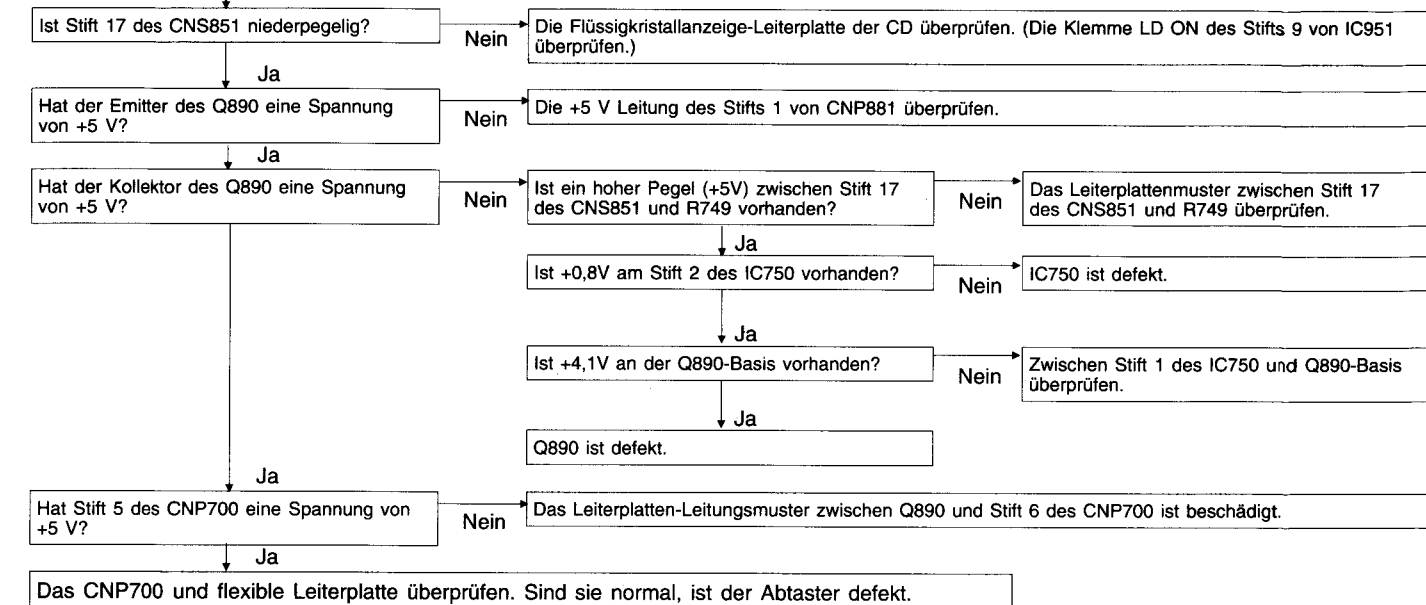 Ist Stift 17 des CNS851 niederpegelig?
Nein
Die Flüssigkristallanzeige-Leiterplatte der CD überprüfen. (Die Klemme LD ON des Stifts 9 von IC951
überprüfen.)
Ja
Hat der Emitter des Q890 eine Spannung
von +5 V?
Nein
Die +5 V Leitung des Stifts 1 von CNP881 überprüfen.
Ja
Hat der Kollektor des Q890 eine Spannung
von +5 V?
Nein
Ist ein hoher Pegel (+5V) zwischen Stift 17
des CNS851 und R749 vorhanden?
Nein
Das Leiterplattenmuster zwischen Stift 17
des CNS851 und R749 überprüfen.
Ja
Ist +0,8V am Stift 2 des IC750 vorhanden?
Nein
IC750 ist defekt.
Ja
Ist +4,1V an der Q890-Basis vorhanden?
Nein
Zwischen Stift 1 des IC750 und Q890-Basis
überprüfen.
Ja
Q890 ist defekt.
Ja
Hat Stift 5 des CNP700 eine Spannung von
+5 V?
Nein
Das Leiterplatten-Leitungsmuster zwischen Q890 und Stift 6 des CNP700 ist beschädigt.
Ja
Das CNP700 und flexible Leiterplatte überprüfen. Sind sie normal, ist der Abtaster defekt.